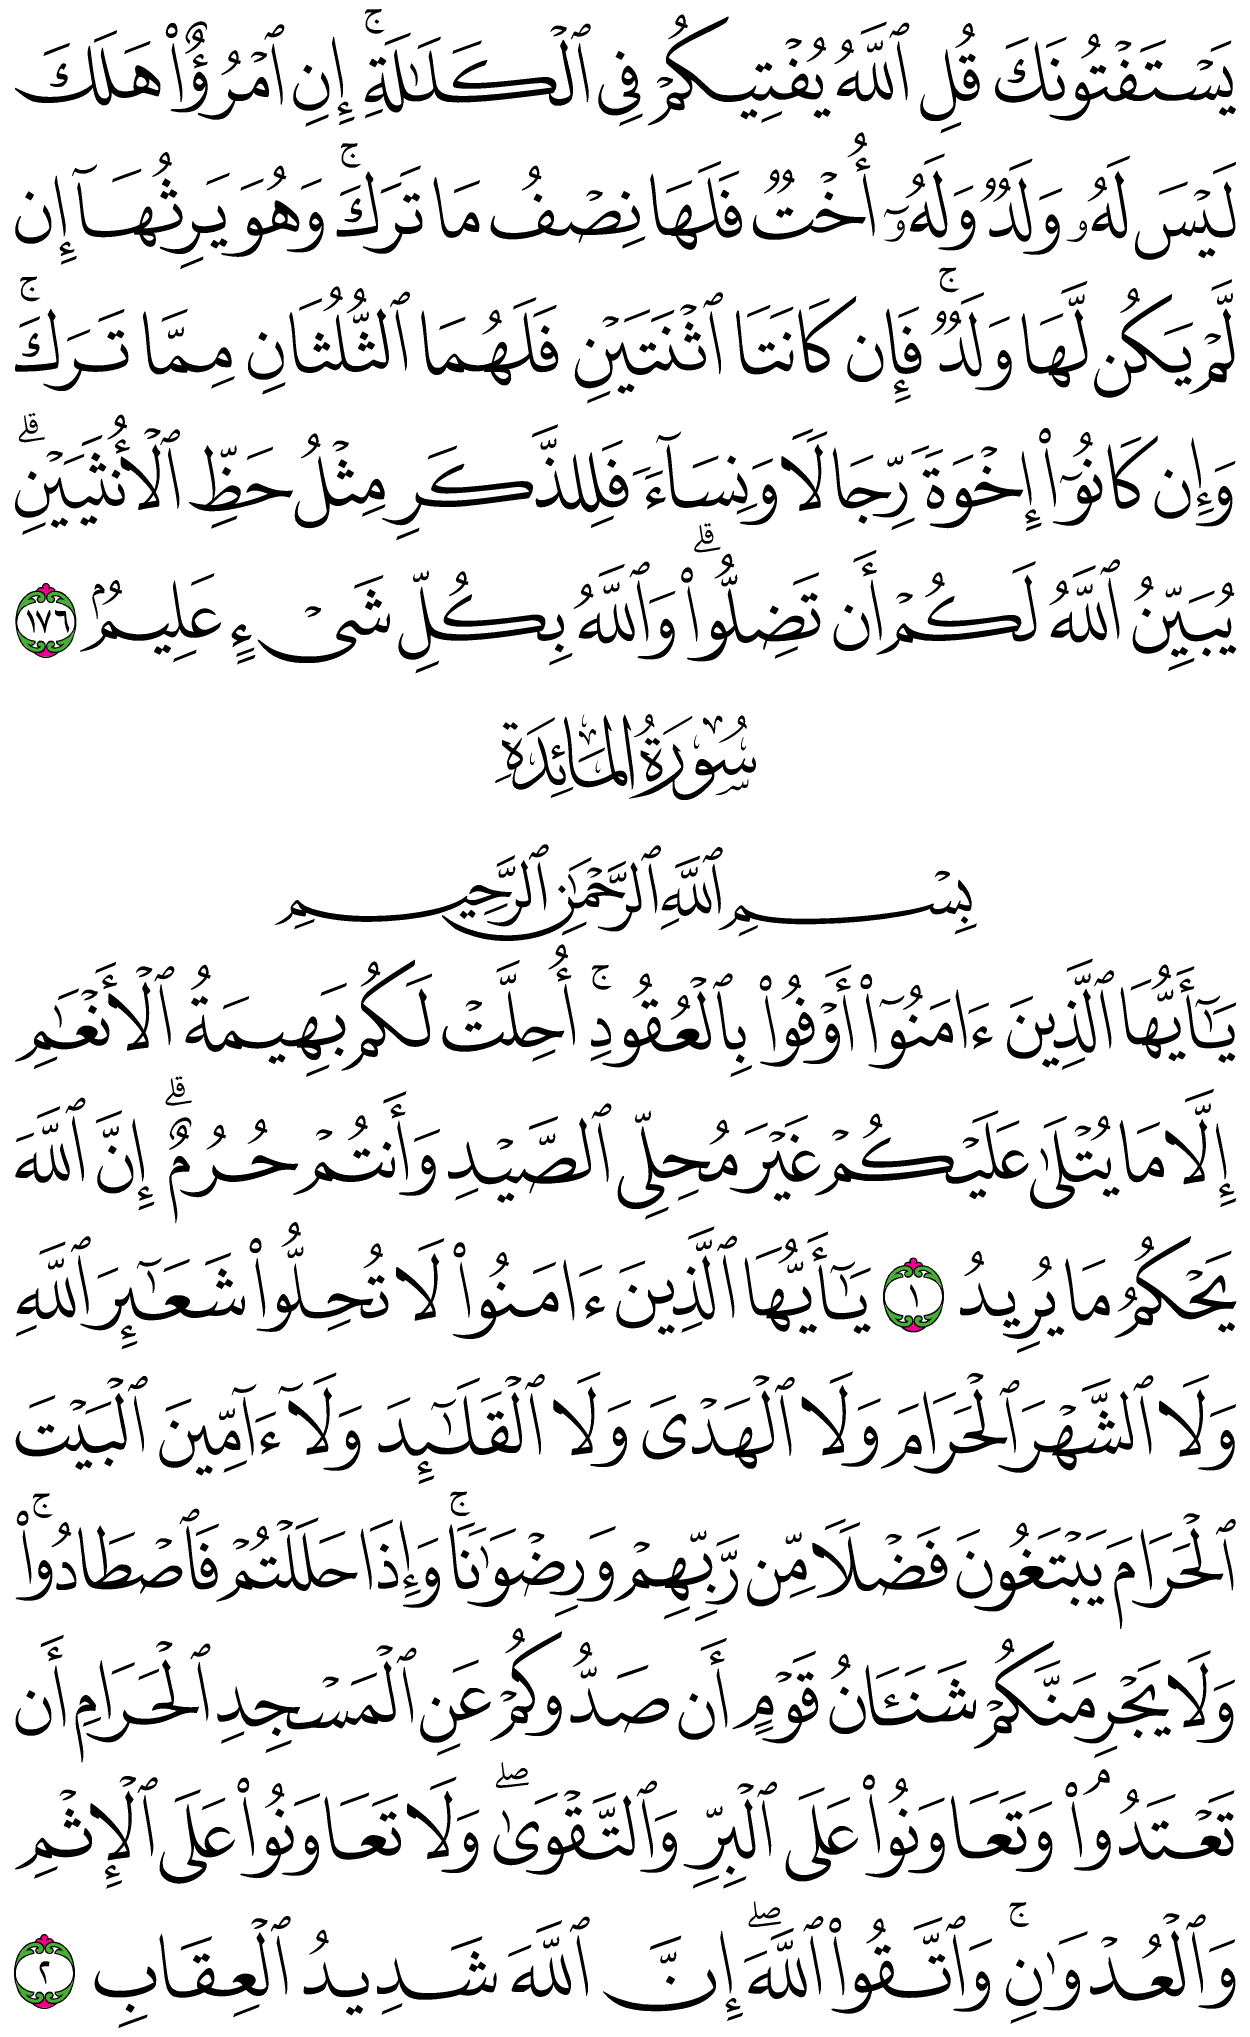 يَسۡتَفۡتُونَكَ قُلِ ٱللَّهُ يُفۡتِيكُمۡ فِي ٱلۡكَلَٰلَةِۚ إِنِ ٱمۡرُؤٌاْ هَلَكَ
لَيۡسَ لَهُۥ وَلَدٞ وَلَهُۥٓ أُخۡتٞ فَلَهَا نِصۡفُ مَا تَرَكَۚ وَهُوَ يَرِثُهَآ إِن
لَّمۡ يَكُن لَّهَا وَلَدٞۚ فَإِن كَانَتَا ٱثۡنَتَيۡنِ فَلَهُمَا ٱلثُّلُثَانِ مِمَّا تَرَكَۚ
وَإِن كَانُوٓاْ إِخۡوَةٗ رِّجَالٗا وَنِسَآءٗ فَلِلذَّكَرِ مِثۡلُ حَظِّ ٱلۡأُنثَيَيۡنِۗ
يُبَيِّنُ ٱللَّهُ لَكُمۡ أَن تَضِلُّواْۗ وَٱللَّهُ بِكُلِّ شَيۡءٍ عَلِيمُۢ ١٧٦
سُورَةُ المَائِدَةِ
بِسۡمِ ٱللَّهِ ٱلرَّحۡمَٰنِ ٱلرَّحِيمِ
يَٰٓأَيُّهَا ٱلَّذِينَ ءَامَنُوٓاْ أَوۡفُواْ بِٱلۡعُقُودِۚ أُحِلَّتۡ لَكُم بَهِيمَةُ ٱلۡأَنۡعَٰمِ
إِلَّا مَا يُتۡلَىٰ عَلَيۡكُمۡ غَيۡرَ مُحِلِّي ٱلصَّيۡدِ وَأَنتُمۡ حُرُمٌۗ إِنَّ ٱللَّهَ
يَحۡكُمُ مَا يُرِيدُ ١ يَٰٓأَيُّهَا ٱلَّذِينَ ءَامَنُواْ لَا تُحِلُّواْ شَعَٰٓئِرَ ٱللَّهِ
وَلَا ٱلشَّهۡرَ ٱلۡحَرَامَ وَلَا ٱلۡهَدۡيَ وَلَا ٱلۡقَلَٰٓئِدَ وَلَآ ءَآمِّينَ ٱلۡبَيۡتَ
ٱلۡحَرَامَ يَبۡتَغُونَ فَضۡلٗا مِّن رَّبِّهِمۡ وَرِضۡوَٰنٗاۚ وَإِذَا حَلَلۡتُمۡ فَٱصۡطَادُواْۚ
وَلَا يَجۡرِمَنَّكُمۡ شَنَـَٔانُ قَوۡمٍ أَن صَدُّوكُمۡ عَنِ ٱلۡمَسۡجِدِ ٱلۡحَرَامِ أَن
تَعۡتَدُواْۘ وَتَعَاوَنُواْ عَلَى ٱلۡبِرِّ وَٱلتَّقۡوَىٰۖ وَلَا تَعَاوَنُواْ عَلَى ٱلۡإِثۡمِ
وَٱلۡعُدۡوَٰنِۚ وَٱتَّقُواْ ٱللَّهَۖ إِنَّ ٱللَّهَ شَدِيدُ ٱلۡعِقَابِ ٢